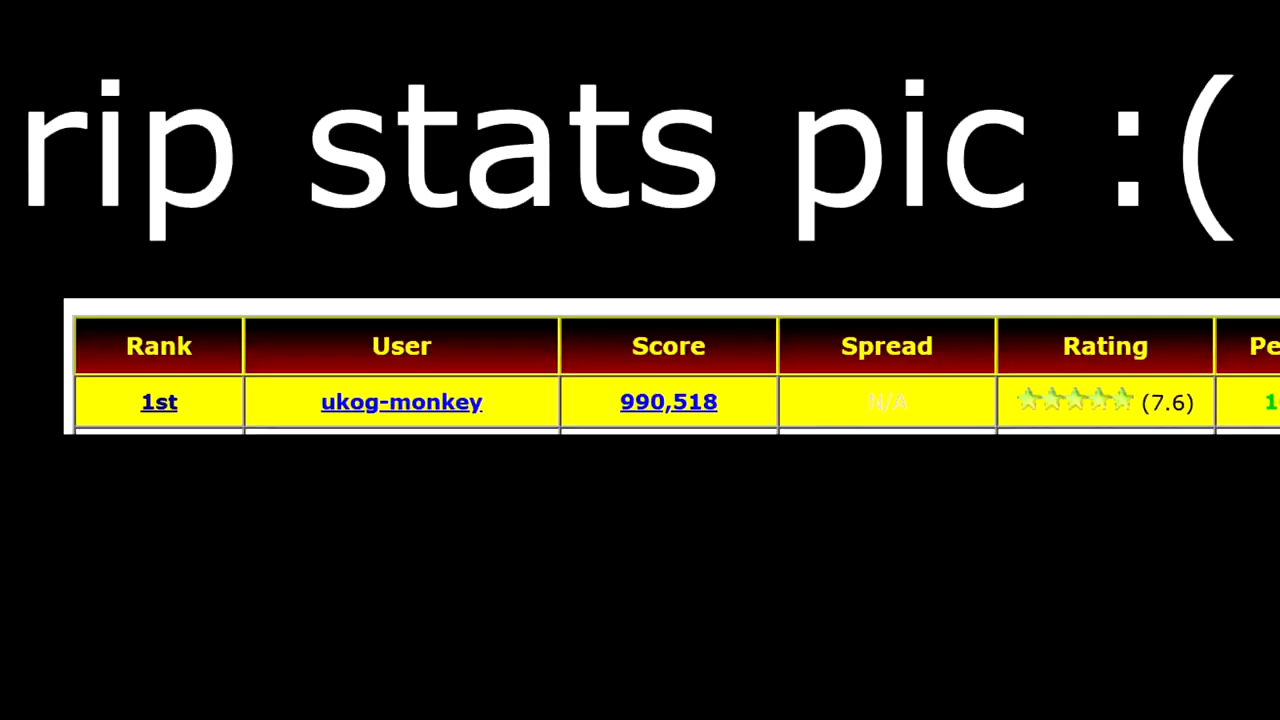 rip stats pic :(
Rank User Score Spread Rating
1st ukog-monkey 990,518 N/A (7.6)